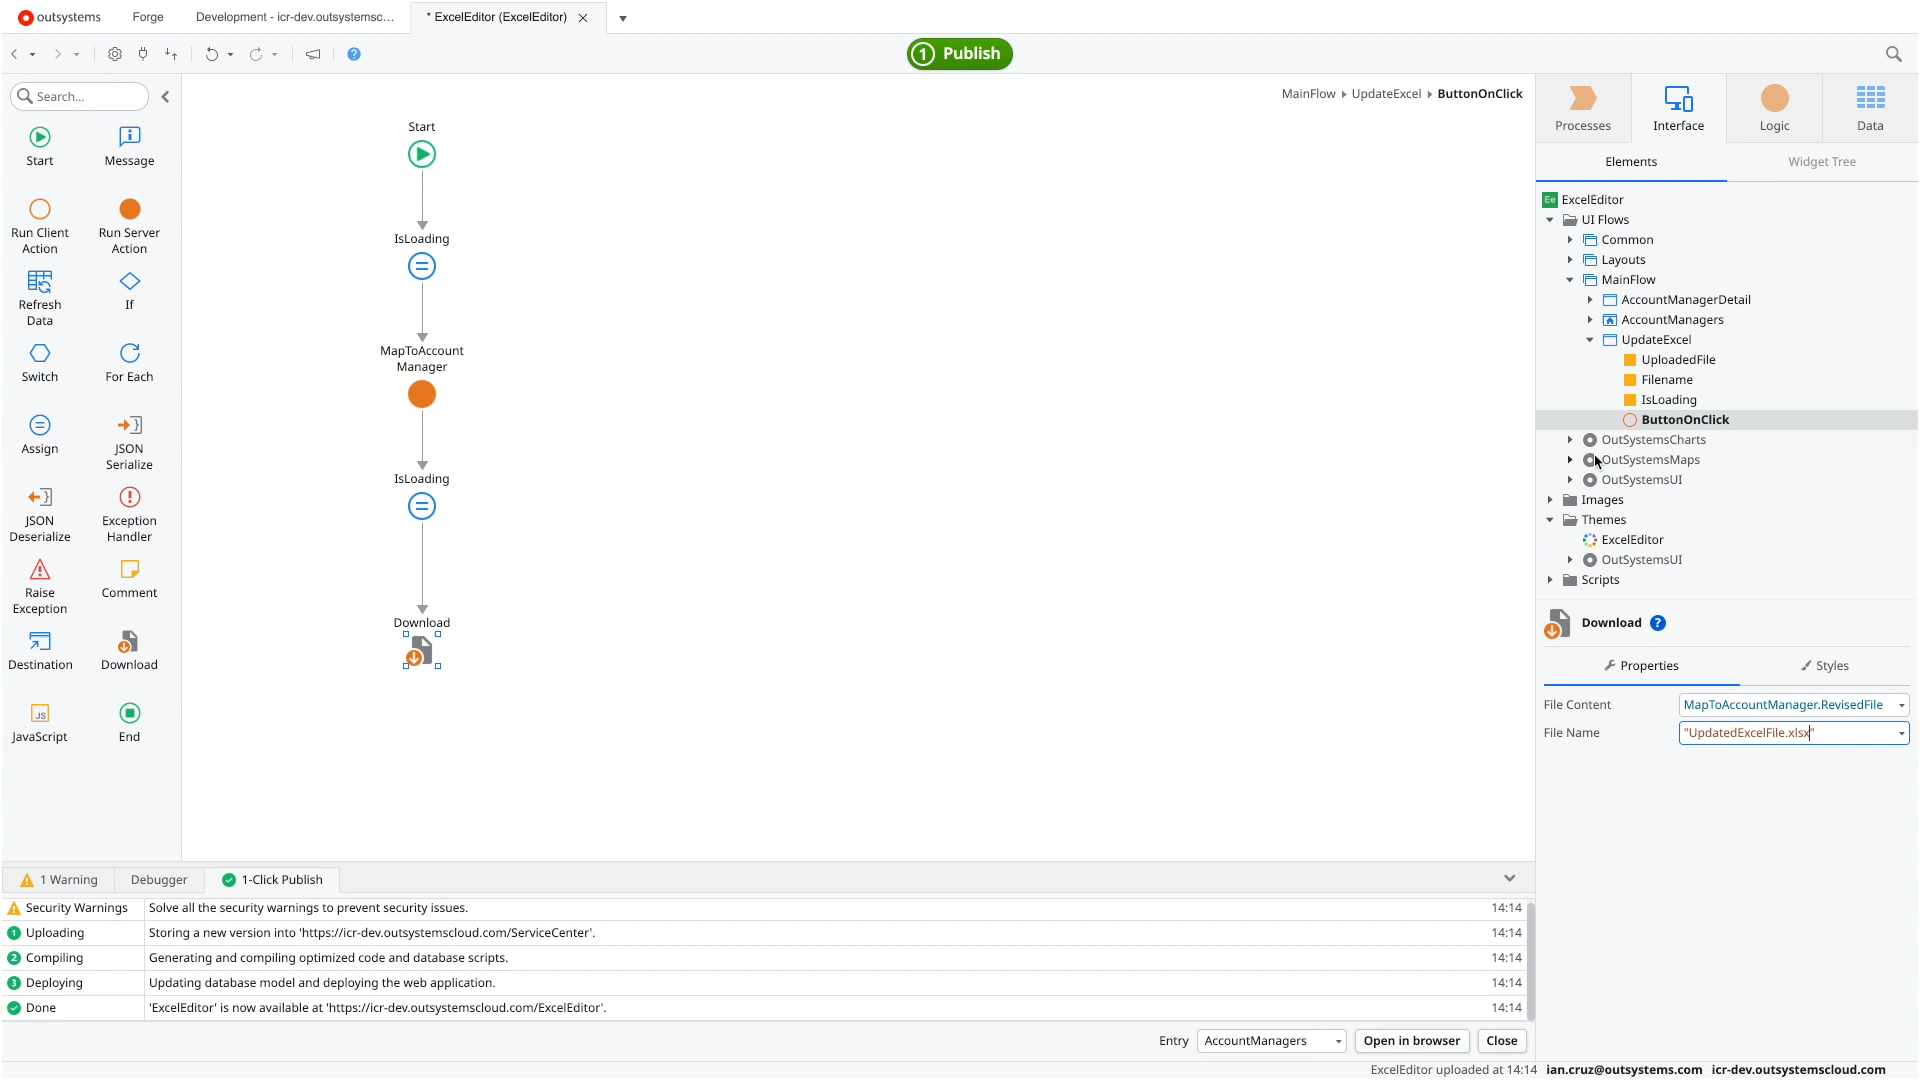 outsystems
Forge
Development - icr-dev.outsystemsc...
* ExcelEditor (ExcelEditor)
1 Publish
Search...
Start
Message
Run Client Action
Run Server Action
Refresh Data
If
Switch
For Each
Assign
JSON Serialize
JSON Deserialize
Exception Handler
Raise Exception
Comment
Destination
Download
JS
JavaScript
End
MainFlow
UpdateExcel
ButtonOnClick
Start
IsLoading
MapToAccount
Manager
IsLoading
Download
Processes
Interface
Logic
Data
Elements
Widget Tree
Ee ExcelEditor
UI Flows
Common
Layouts
MainFlow
AccountManagerDetail
AccountManagers
UpdateExcel
UploadedFile
Filename
IsLoading
ButtonOnClick
OutSystemsCharts
OutSystemsMaps
OutSystemsUI
Images
Themes
ExcelEditor
OutSystemsUI
Scripts
Download ?
Properties
Styles
File Content
MapToAccountManager.RevisedFile
File Name
"UpdatedExcelFile.xlsx"
1 Warning
Debugger
1-Click Publish
Security Warnings Solve all the security warnings to prevent security issues. 14:14
1 Uploading Storing a new version into 'https://icr-dev.outsystemscloud.com/ServiceCenter'. 14:14
2 Compiling Generating and compiling optimized code and database scripts. 14:14
3 Deploying Updating database model and deploying the web application. 14:14
Done 'ExcelEditor' is now available at 'https://icr-dev.outsystemscloud.com/ExcelEditor'. 14:14
Entry
AccountManagers
Open in browser
Close
ExcelEditor uploaded at 14:14 ian.cruz@outsystems.com icr-dev.outsystemscloud.com